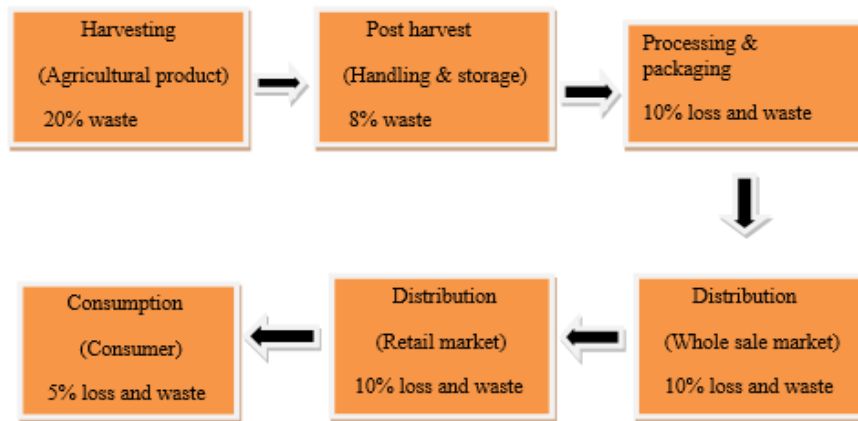 Harvesting
(Agricultural product)
20% waste
Post harvest
(Handling & storage)
8% waste
Processing &
packaging
10% loss and waste
Distribution
(Whole sale market)
10% loss and waste
Distribution
(Retail market)
10% loss and waste
Consumption
(Consumer)
5% loss and waste